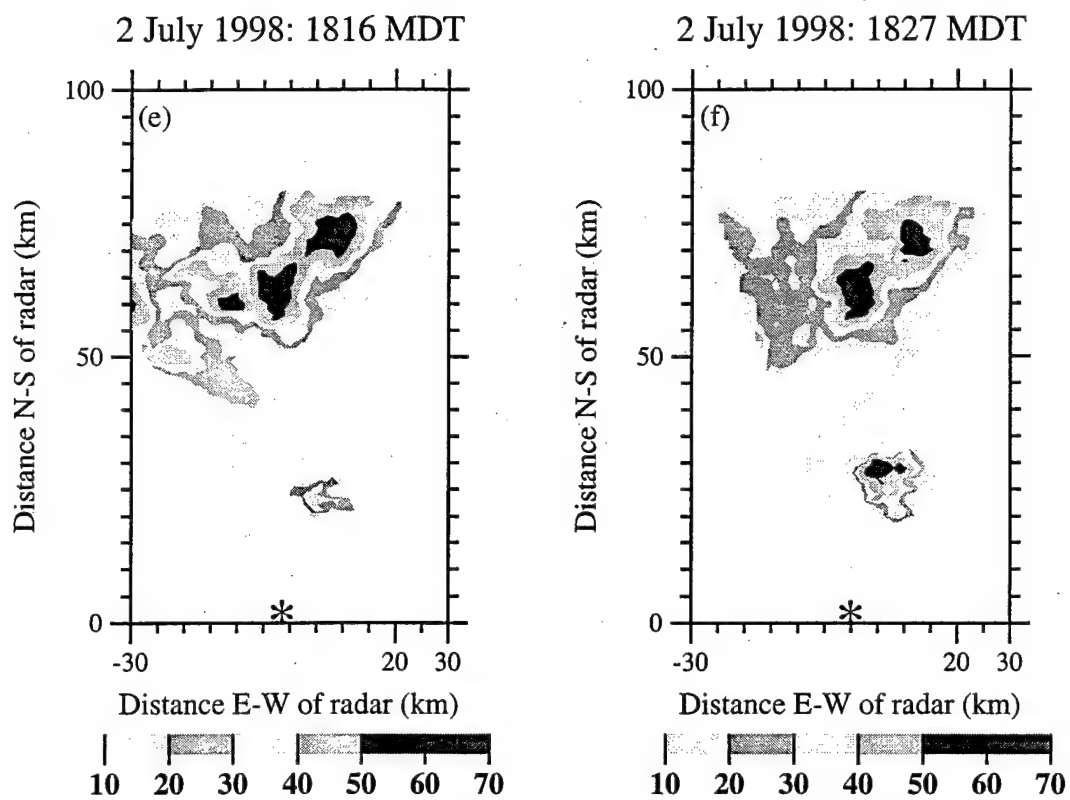 2 July 1998: 1816 MDT
(e)
100
50
0
Distance N-S of radar (km)
*
-30 20 30
Distance E-W of radar (km)
10 20 30 40 50 60 70
2 July 1998: 1827 MDT
(f)
100
50
0
Distance N-S of radar (km)
*
-30 20 30
Distance E-W of radar (km)
10 20 30 40 50 60 70